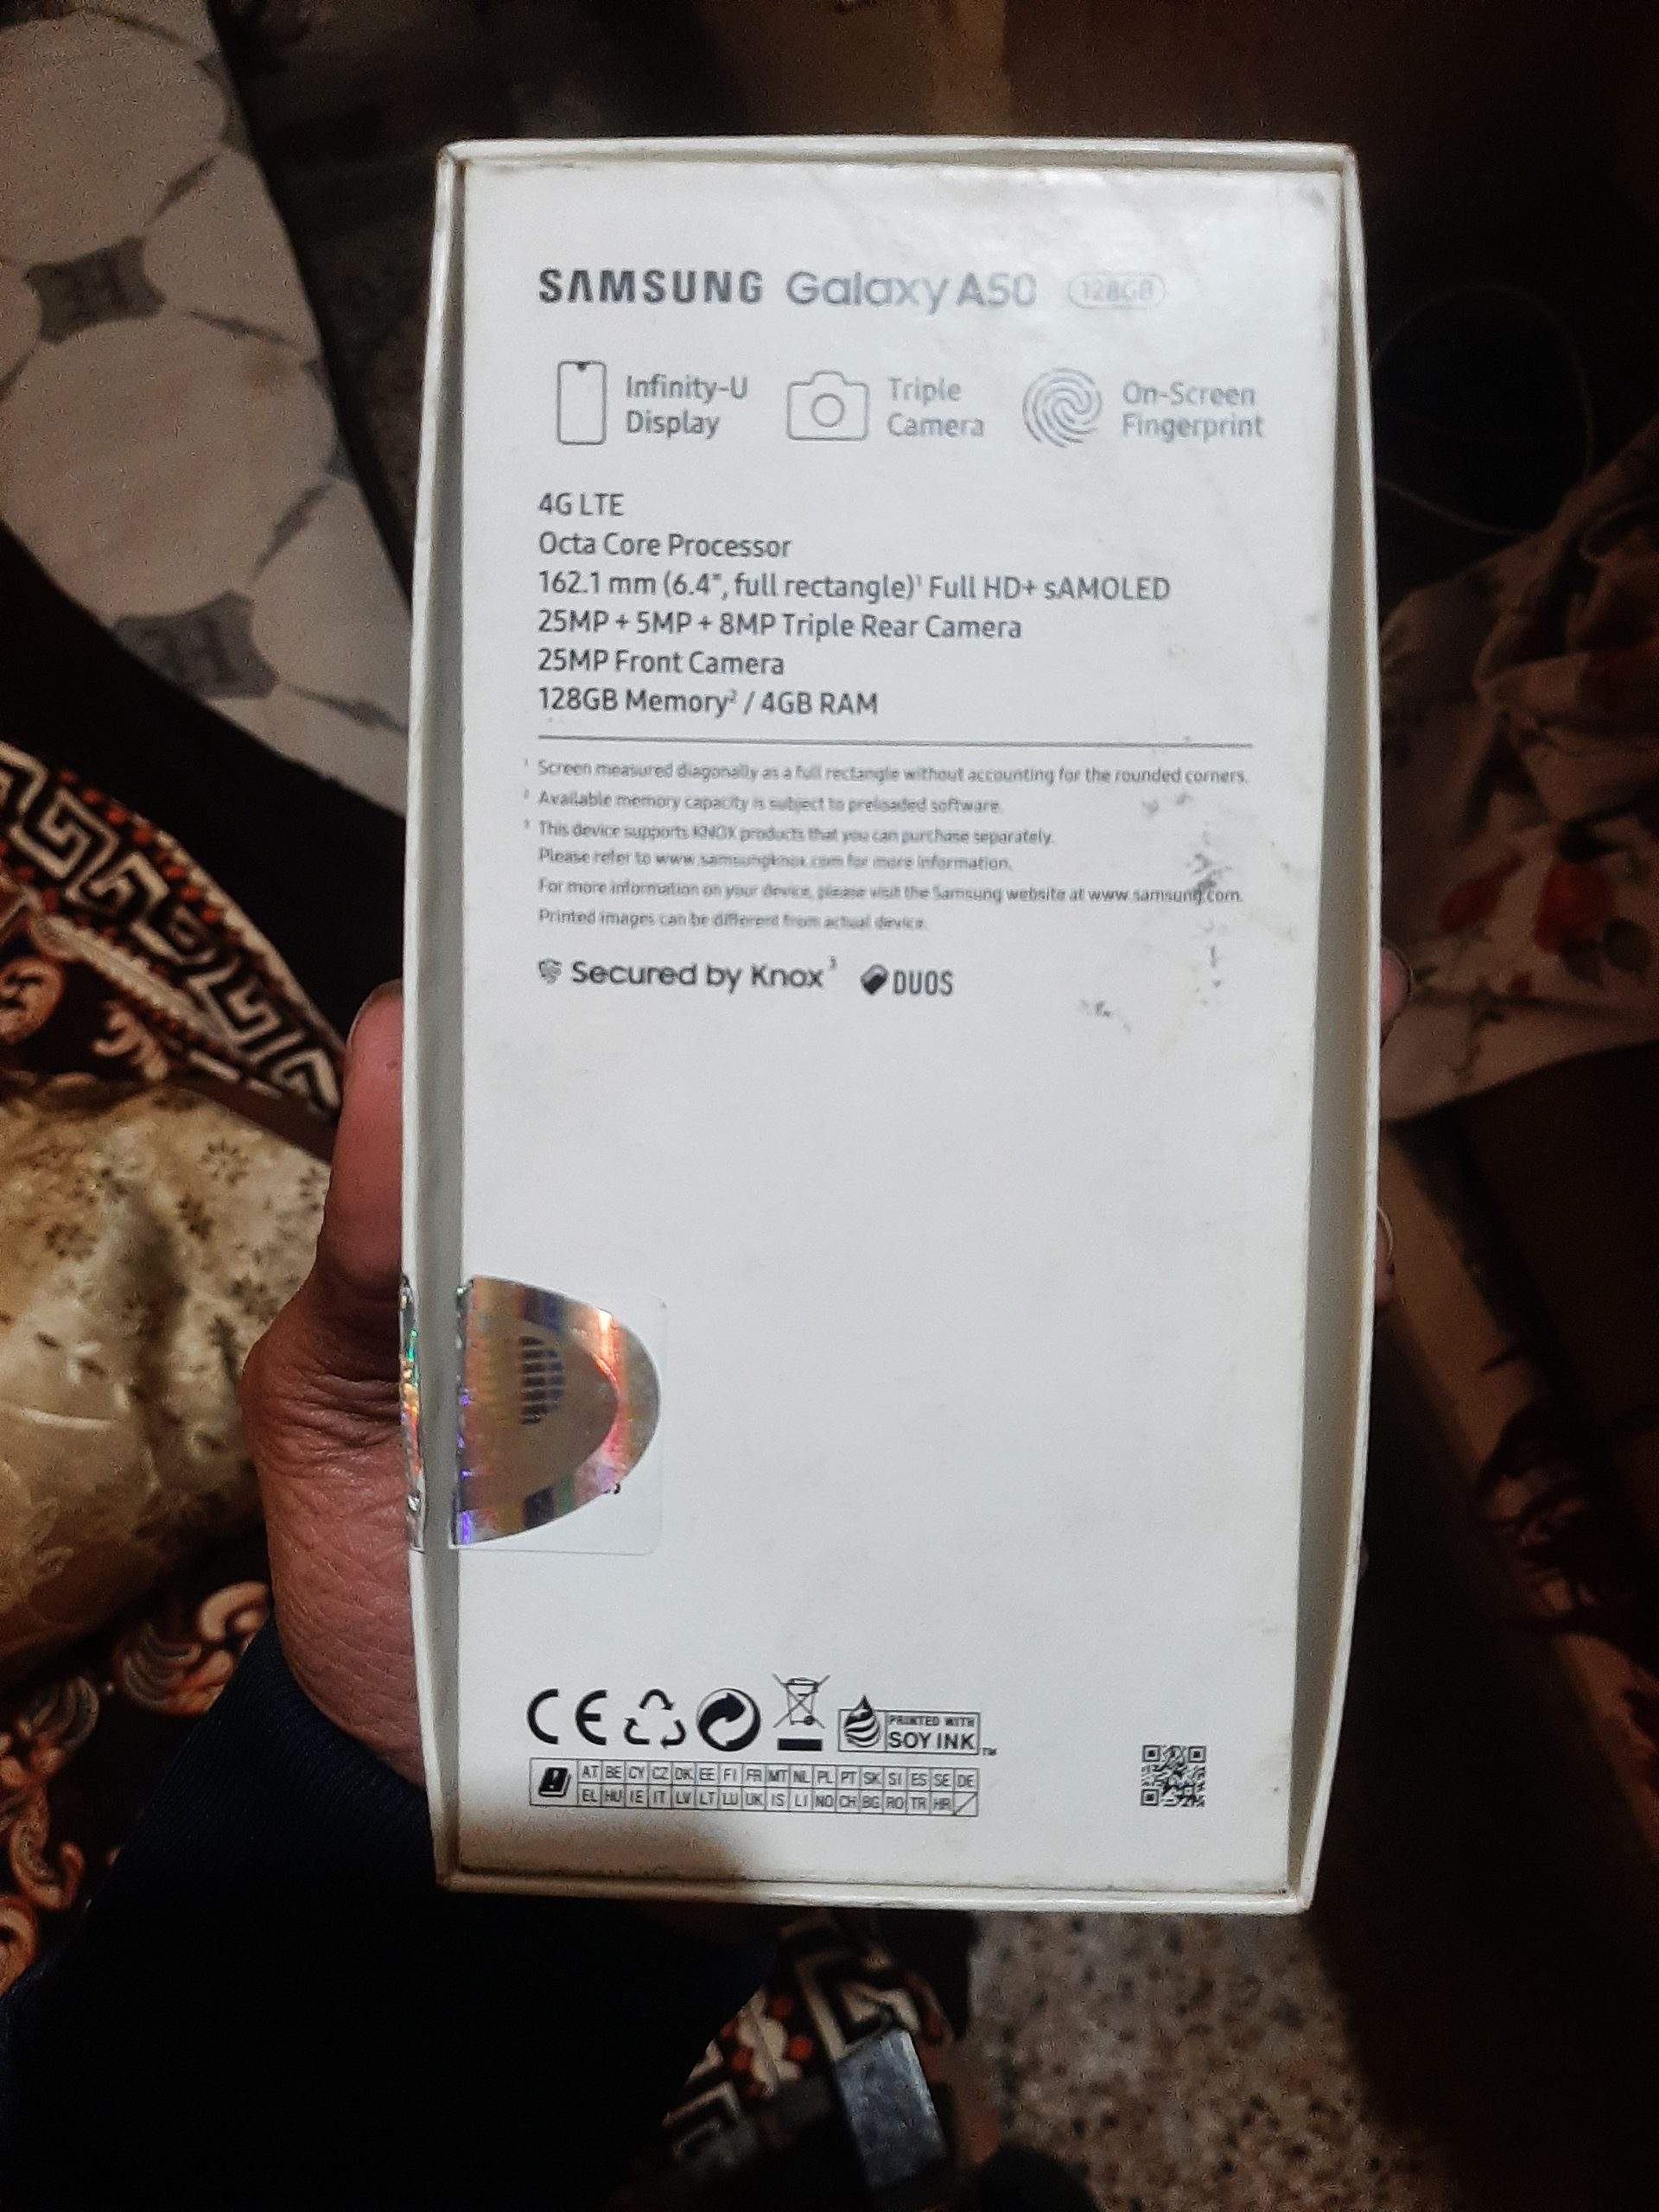 SAMSUNG Galaxy A50 128GB
Infinity-U
Display
Triple
Camera
On-Screen
Fingerprint
4G LTE
Octa Core Processor
162.1 mm (6.4", full rectangle)¹ Full HD+ sAMOLED
25MP + 5MP + 8MP Triple Rear Camera
25MP Front Camera
128GB Memory² / 4GB RAM
¹ Screen measured diagonally as a full rectangle without accounting for the rounded corners.
² Available memory capacity is subject to preloaded software.
³ This device supports KNOX products that you can purchase separately.
Please refer to www.samsungknox.com for more information.
For more information on your device, please visit the Samsung website at www.samsung.com.
Printed images can be different from actual device.
Secured by Knox³ DUOS
CE PRINTED WITH
SOY INK™
AT BE CY CZ DK EE FI FR MT NL PL PT SK SI ES SE DE
EL HU IE IT LV LT LU UK IS LI NO CH BG RO TR HR